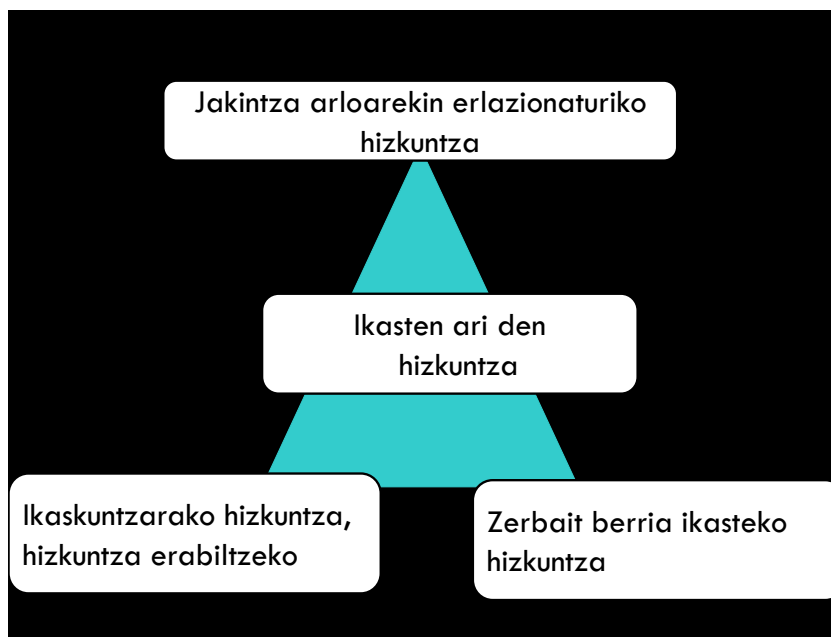 Jakintza arloarekin erlazionaturiko
hizkuntza
Ikasten ari den
hizkuntza
Ikaskuntzarako hizkuntza,
hizkuntza erabiltzeko
Zerbait berria ikasteko
hizkuntza